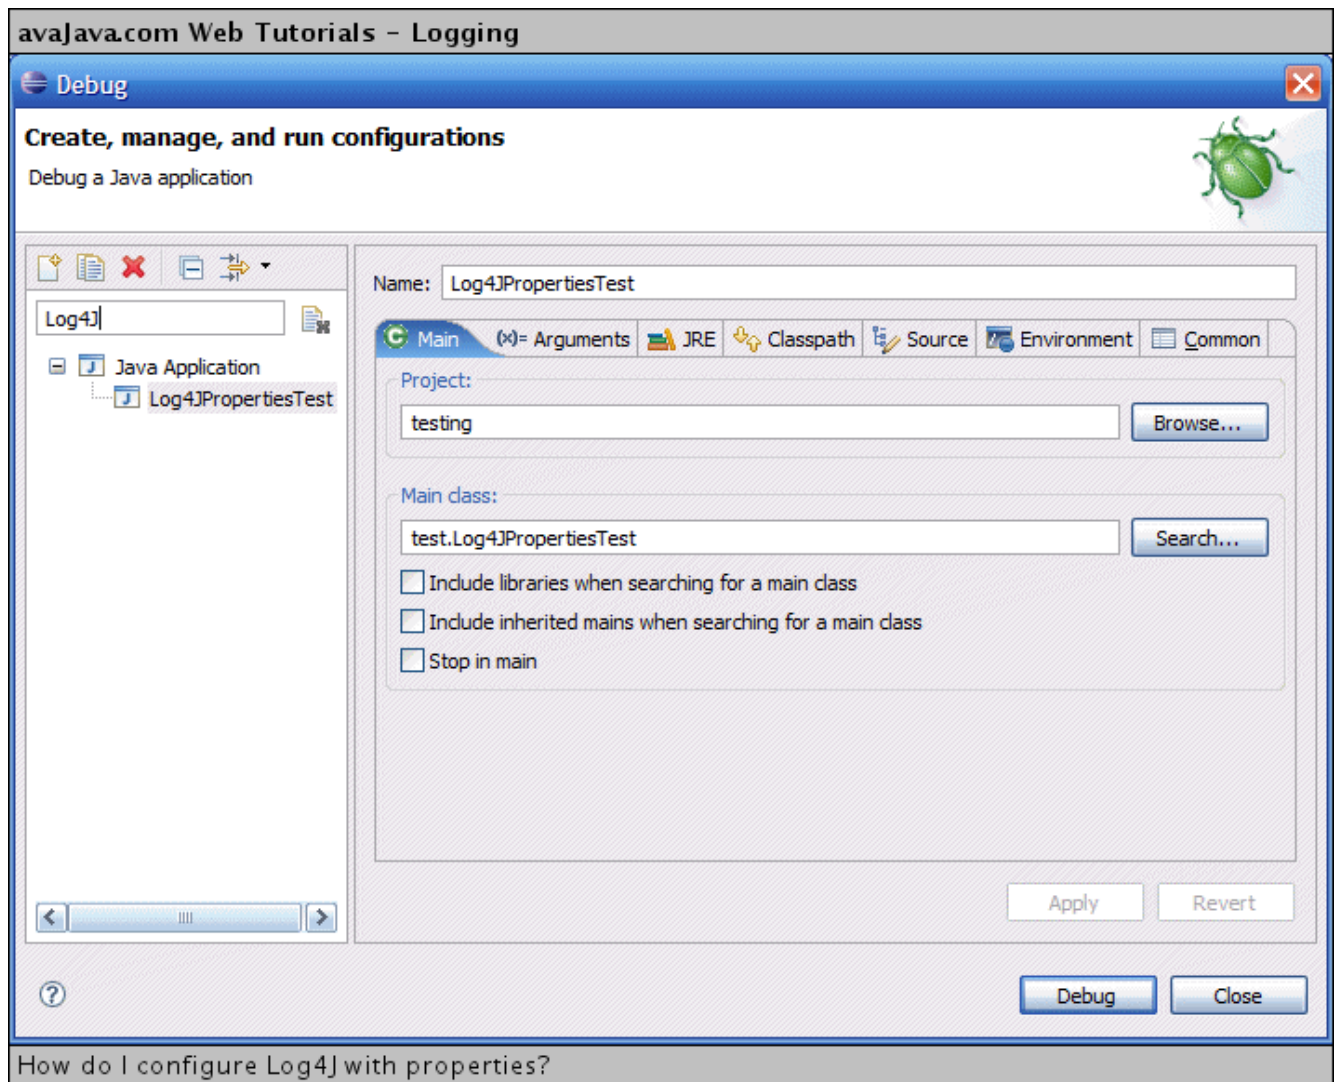 avaJava.com Web Tutorials - Logging
Debug
Create, manage, and run configurations
Debug a Java application
Log4J
Java Application
Log4JPropertiesTest
Name: Log4JPropertiesTest
Main (x)= Arguments JRE Classpath Source Environment Common
Project:
testing Browse...
Main class:
test.Log4JPropertiesTest Search...
Include libraries when searching for a main class
Include inherited mains when searching for a main class
Stop in main
Apply Revert
Debug Close
How do I configure Log4J with properties?